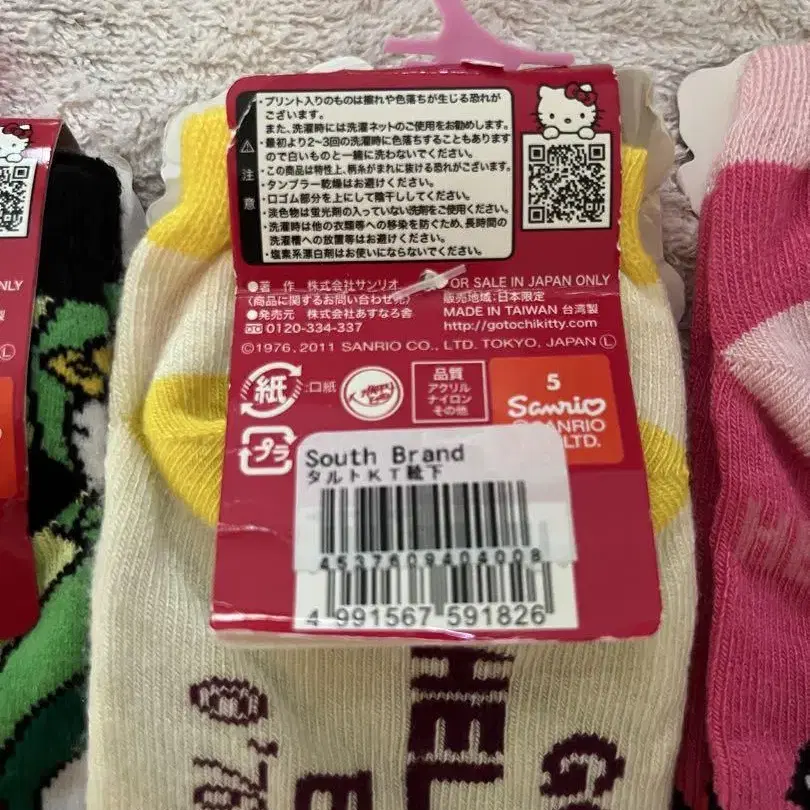 注意
・プリント入りのものは擦れや色落ちが生じる恐れが
ございます。
また、洗濯時には洗濯ネットのご使用をお勧めします。
・最初より2〜3回の洗濯時に色落ちすることもあります
ので白いものと一緒に洗わないでください。
・この商品は特性上、柄糸がまれに抜ける恐れがございます。
・タンブラー乾燥はお避けください。
・口ゴム部分を上にして陰干ししてください。
・淡色物は蛍光剤の入っていない洗剤をご使用ください。
・洗濯時は他の衣類等への移染を防ぐため、長時間の
洗濯槽への放置等はお避けください。
・塩素系漂白剤はお使いにならないでください。
●著 作 株式会社サンリオ
〈商品に関するお問い合わせ先〉
●発売元 株式会社あすなろ舎
0120-334-337
OR SALE IN JAPAN ONLY
販売地域:日本限定
MADE IN TAIWAN 台湾製
http://gotochikitty.com/
©1976, 2011 SANRIO CO., LTD. TOKYO, JAPAN Ⓛ
紙 :口紙
プラ
品質
アクリル
ナイロン
その他
5
Sanrio
©SANRIO
LTD.
South Brand
タルトKT靴下
4537609404008
4 991567 591826
HEL
©'76
NLY
製
Ⓛ